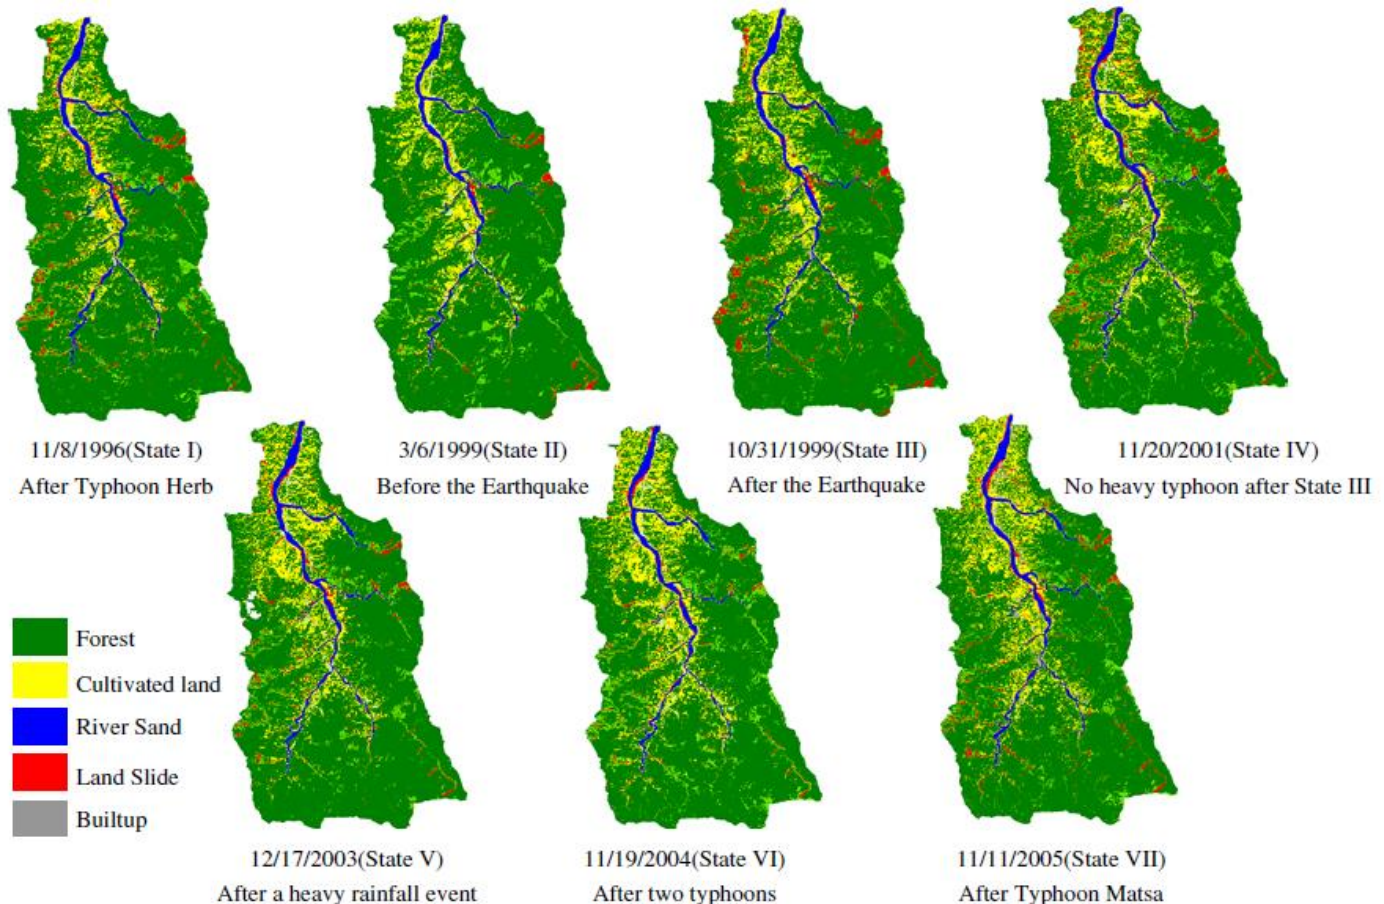 11/8/1996(State I)
After Typhoon Herb
3/6/1999(State II)
Before the Earthquake
10/31/1999(State III)
After the Earthquake
11/20/2001(State IV)
No heavy typhoon after State III
Forest
Cultivated land
River Sand
Land Slide
Builtup
12/17/2003(State V)
After a heavy rainfall event
11/19/2004(State VI)
After two typhoons
11/11/2005(State VII)
After Typhoon Matsa